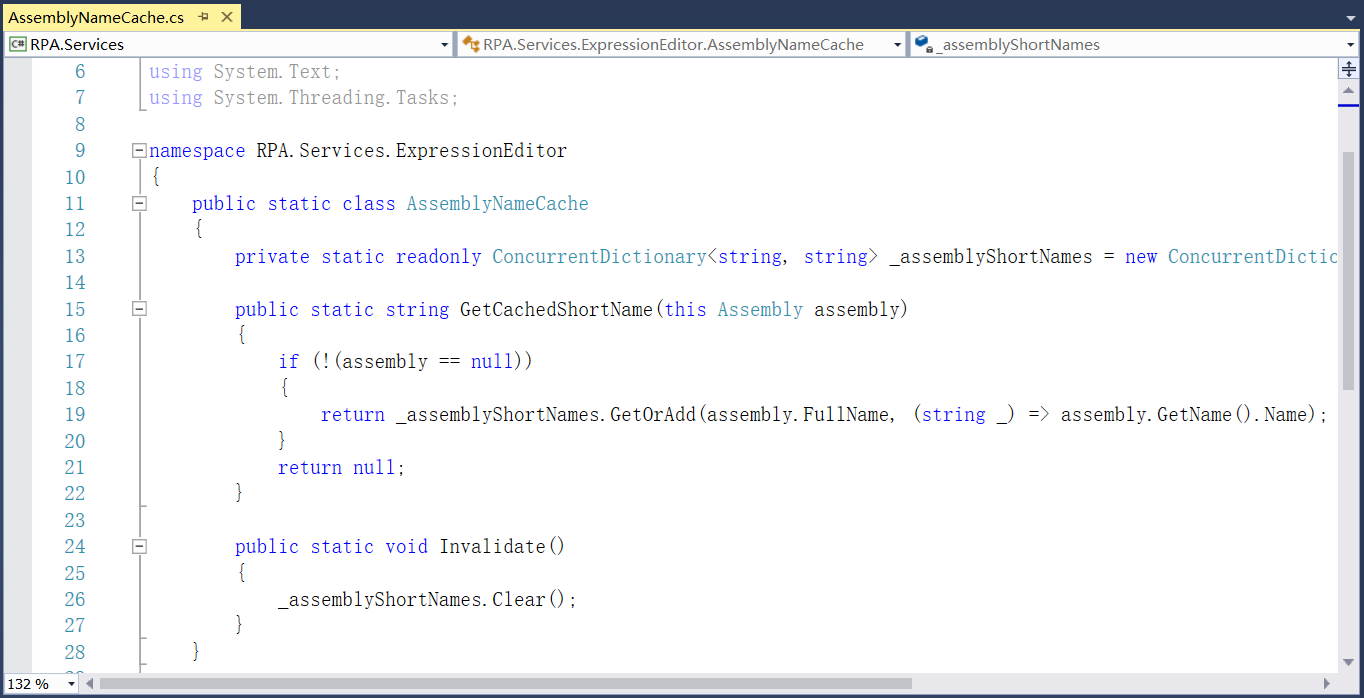 AssemblyNameCache.cs
RPA.Services RPA.Services.ExpressionEditor.AssemblyNameCache _assemblyShortNames
6 using System.Text;
7 using System.Threading.Tasks;
8
9 namespace RPA.Services.ExpressionEditor
10 {
11 public static class AssemblyNameCache
12 {
13 private static readonly ConcurrentDictionary<string, string> _assemblyShortNames = new ConcurrentDictic
14
15 public static string GetCachedShortName(this Assembly assembly)
16 {
17 if (!(assembly == null))
18 {
19 return _assemblyShortNames.GetOrAdd(assembly.FullName, (string _) => assembly.GetName().Name);
20 }
21 return null;
22 }
23
24 public static void Invalidate()
25 {
26 _assemblyShortNames.Clear();
27 }
28 }
132 %